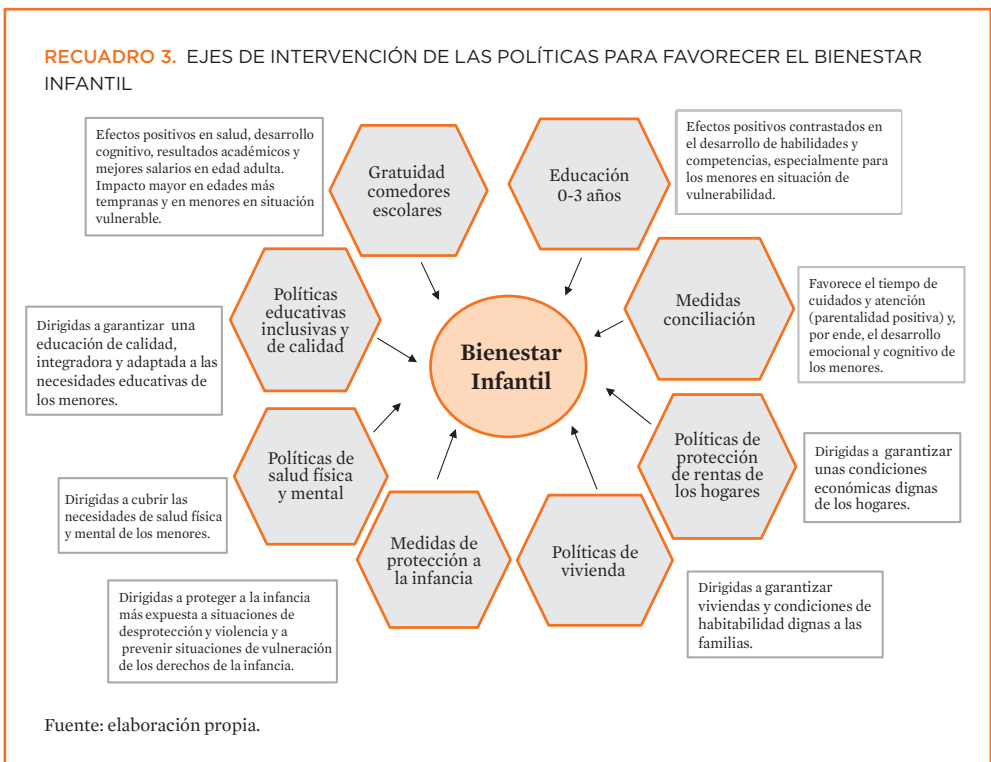 RECUADRO 3. EJES DE INTERVENCIÓN DE LAS POLÍTICAS PARA FAVORECER EL BIENESTAR
INFANTIL
Efectos positivos en salud, desarrollo
cognitivo, resultados académicos y
mejores salarios en edad adulta.
Impacto mayor en edades más
tempranas y en menores en situación
vulnerable.
Gratuidad
comedores
escolares
Educación
0-3 años
Efectos positivos contrastados en
el desarrollo de habilidades y
competencias, especialmente para
los menores en situación de
vulnerabilidad.
Dirigidas a garantizar una
educación de calidad,
integradora y adaptada a las
necesidades educativas de
los menores.
Políticas
educativas
inclusivas y
de calidad
Bienestar
Infantil
Medidas
conciliación
Favorece el tiempo de
cuidados y atención
(parentalidad positiva) y,
por ende, el desarrollo
emocional y cognitivo de
los menores.
Dirigidas a cubrir las
necesidades de salud física
y mental de los menores.
Políticas de
salud física
y mental
Políticas de
protección
de rentas de
los hogares
Dirigidas a garantizar
unas condiciones
económicas dignas
de los hogares.
Dirigidas a proteger a la infancia
más expuesta a situaciones de
desprotección y violencia y a
prevenir situaciones de vulneración
de los derechos de la infancia.
Medidas de
protección a
la infancia
Políticas de
vivienda
Dirigidas a garantizar
viviendas y condiciones de
habitabilidad dignas a las
familias.
Fuente: elaboración propia.